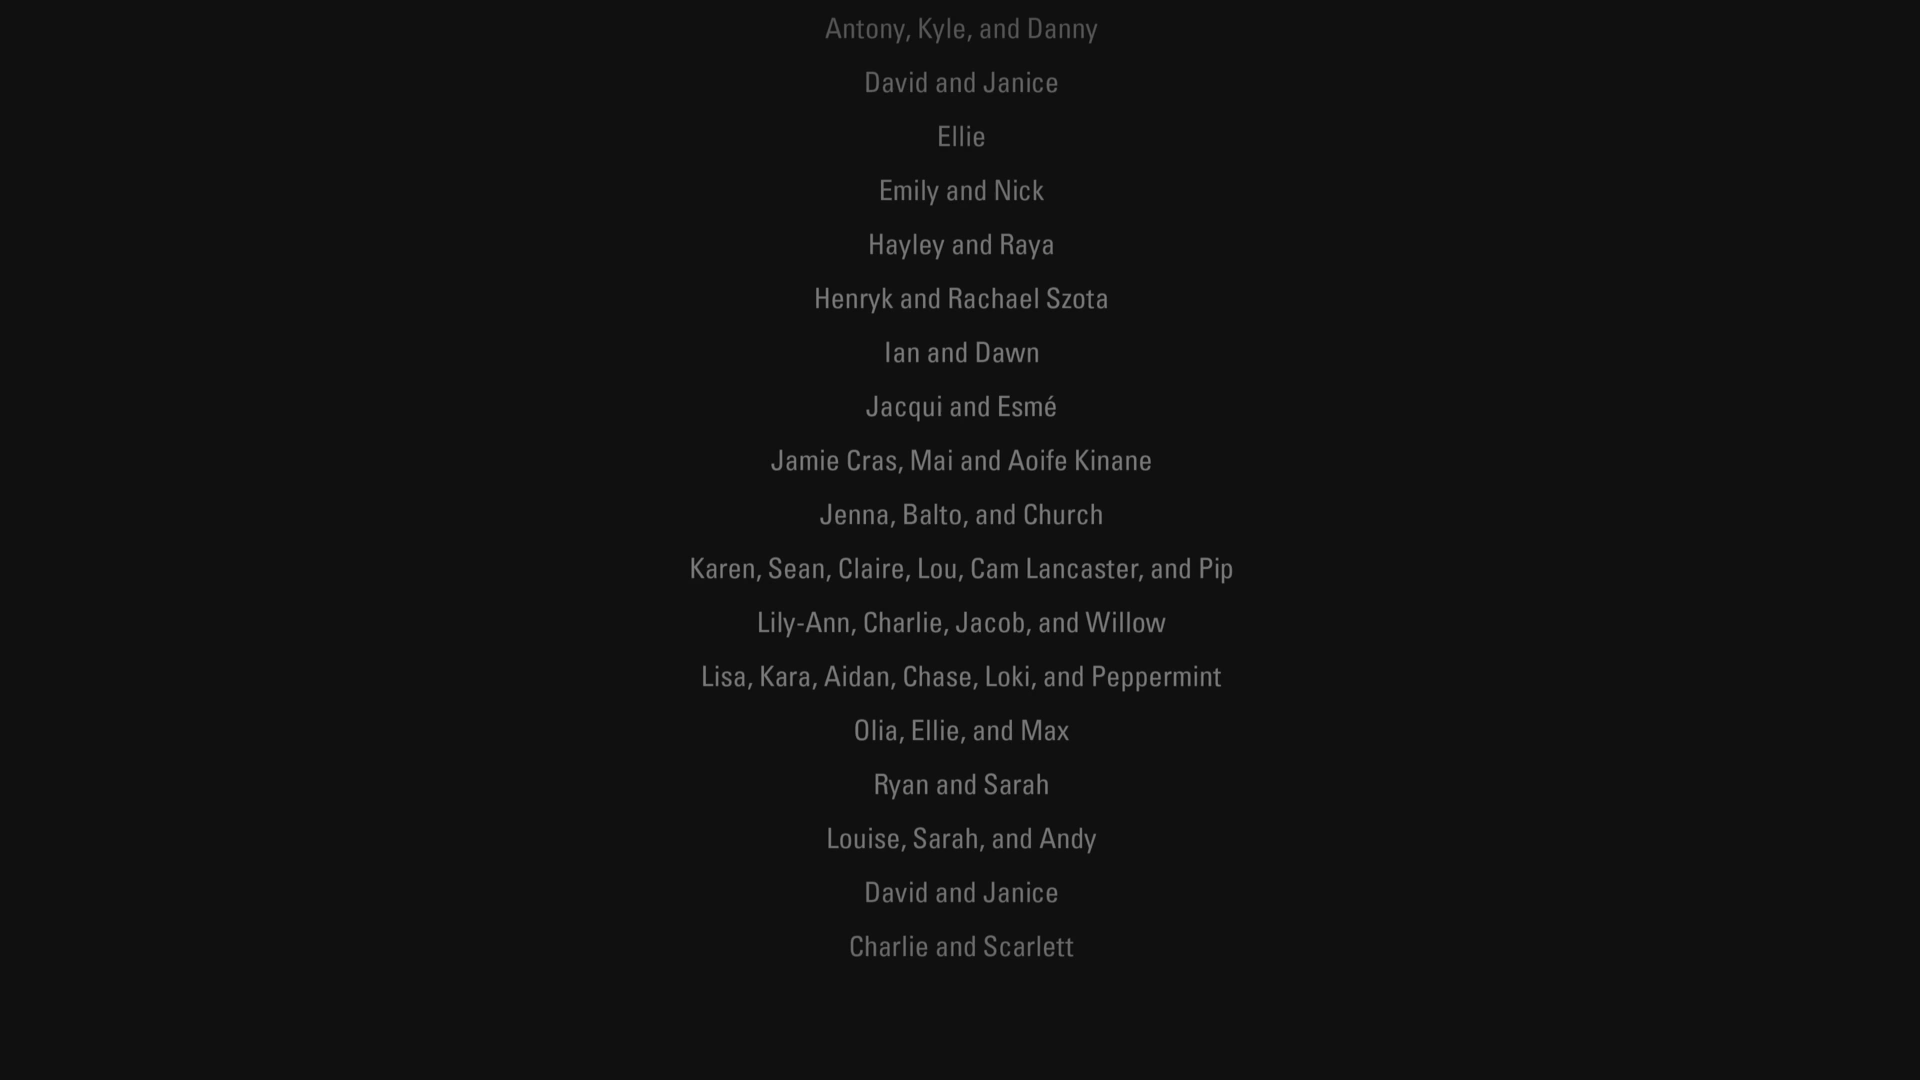 Antony, Kyle, and Danny
David and Janice
Ellie
Emily and Nick
Hayley and Raya
Henryk and Rachael Szota
Ian and Dawn
Jacqui and Esmé
Jamie Cras, Mai and Aoife Kinane
Jenna, Balto, and Church
Karen, Sean, Claire, Lou, Cam Lancaster, and Pip
Lily-Ann, Charlie, Jacob, and Willow
Lisa, Kara, Aidan, Chase, Loki, and Peppermint
Olia, Ellie, and Max
Ryan and Sarah
Louise, Sarah, and Andy
David and Janice
Charlie and Scarlett